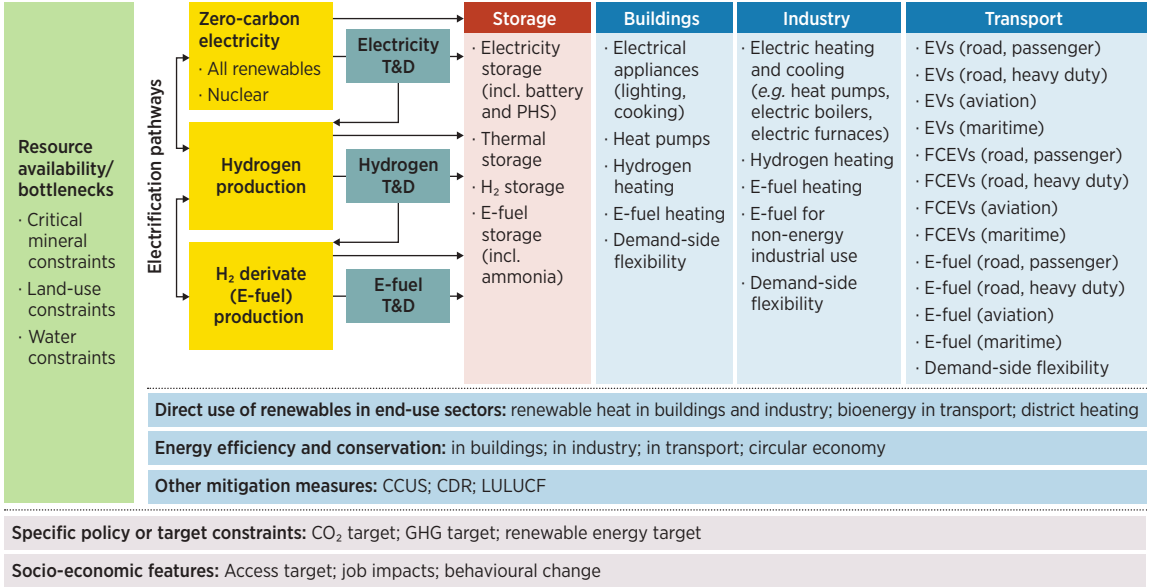 Resource
availability/
bottlenecks
· Critical
mineral
constraints
· Land-use
constraints
· Water
constraints
Electrification pathways
Zero-carbon
electricity
· All renewables
· Nuclear
Electricity
T&D
Hydrogen
production
Hydrogen
T&D
H₂ derivate
(E-fuel)
production
E-fuel
T&D
Storage
· Electricity
storage
(incl. battery
and PHS)
· Thermal
storage
· H₂ storage
· E-fuel
storage
(incl.
ammonia)
Buildings
· Electrical
appliances
(lighting,
cooking)
· Heat pumps
· Hydrogen
heating
· E-fuel heating
· Demand-side
flexibility
Industry
· Electric heating
and cooling
(e.g. heat pumps,
electric boilers,
electric furnaces)
· Hydrogen heating
· E-fuel heating
· E-fuel for
non-energy
industrial use
· Demand-side
flexibility
Transport
· EVs (road, passenger)
· EVs (road, heavy duty)
· EVs (aviation)
· EVs (maritime)
· FCEVs (road, passenger)
· FCEVs (road, heavy duty)
· FCEVs (aviation)
· FCEVs (maritime)
· E-fuel (road, passenger)
· E-fuel (road, heavy duty)
· E-fuel (aviation)
· E-fuel (maritime)
· Demand-side flexibility
Direct use of renewables in end-use sectors: renewable heat in buildings and industry; bioenergy in transport; district heating
Energy efficiency and conservation: in buildings; in industry; in transport; circular economy
Other mitigation measures: CCUS; CDR; LULUCF
Specific policy or target constraints: CO₂ target; GHG target; renewable energy target
Socio-economic features: Access target; job impacts; behavioural change